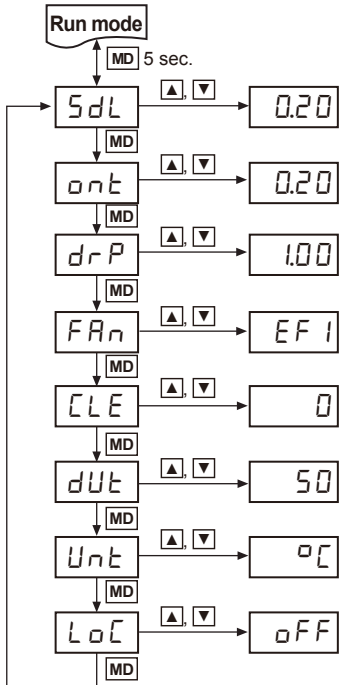 Run mode
MD 5 sec.
SdL ▲, ▼ 0.20
MD
ont ▲, ▼ 0.20
MD
drP ▲, ▼ 1.00
MD
FAn ▲, ▼ EF1
MD
CLE ▲, ▼ 0
MD
dUt ▲, ▼ 50
MD
Unt ▲, ▼ °C
MD
LoC ▲, ▼ oFF
MD